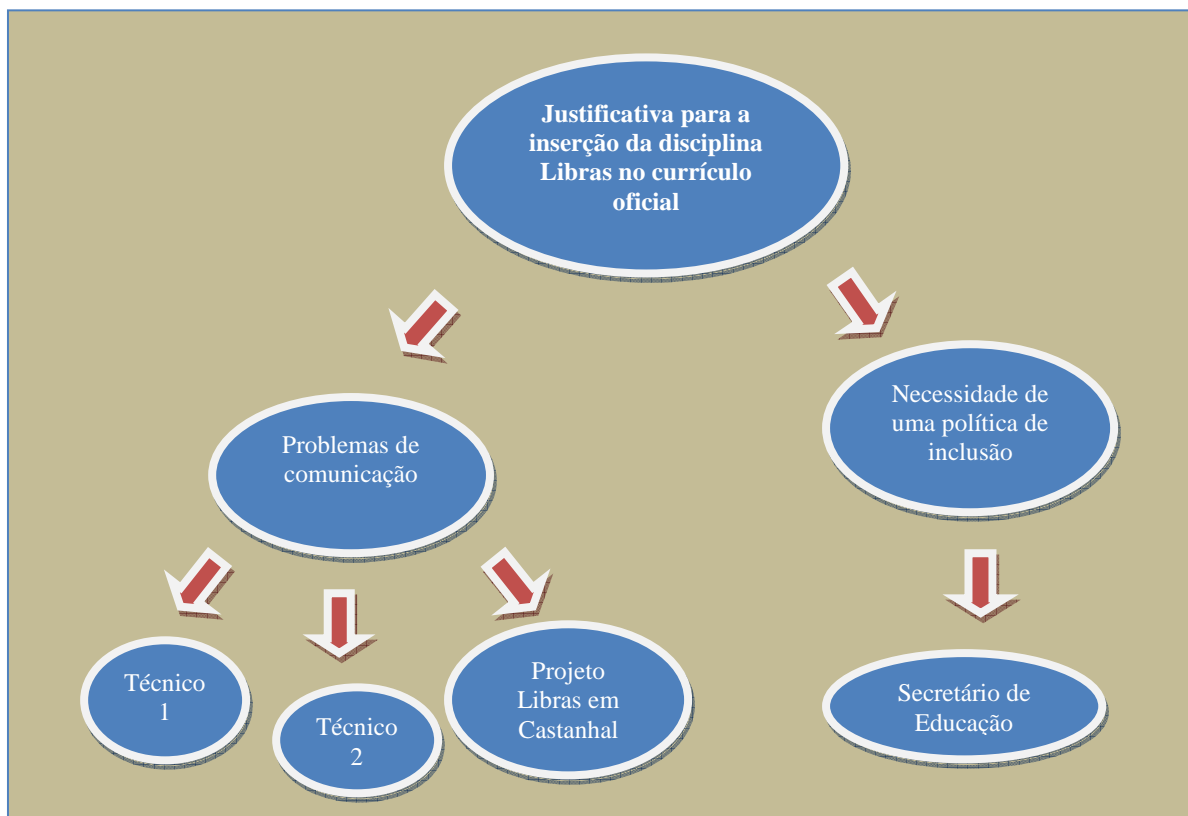 Justificativa para a
inserção da disciplina
Libras no currículo
oficial
Problemas de
comunicação
Necessidade de
uma política de
inclusão
Técnico
1
Técnico
2
Projeto
Libras em
Castanhal
Secretário de
Educação